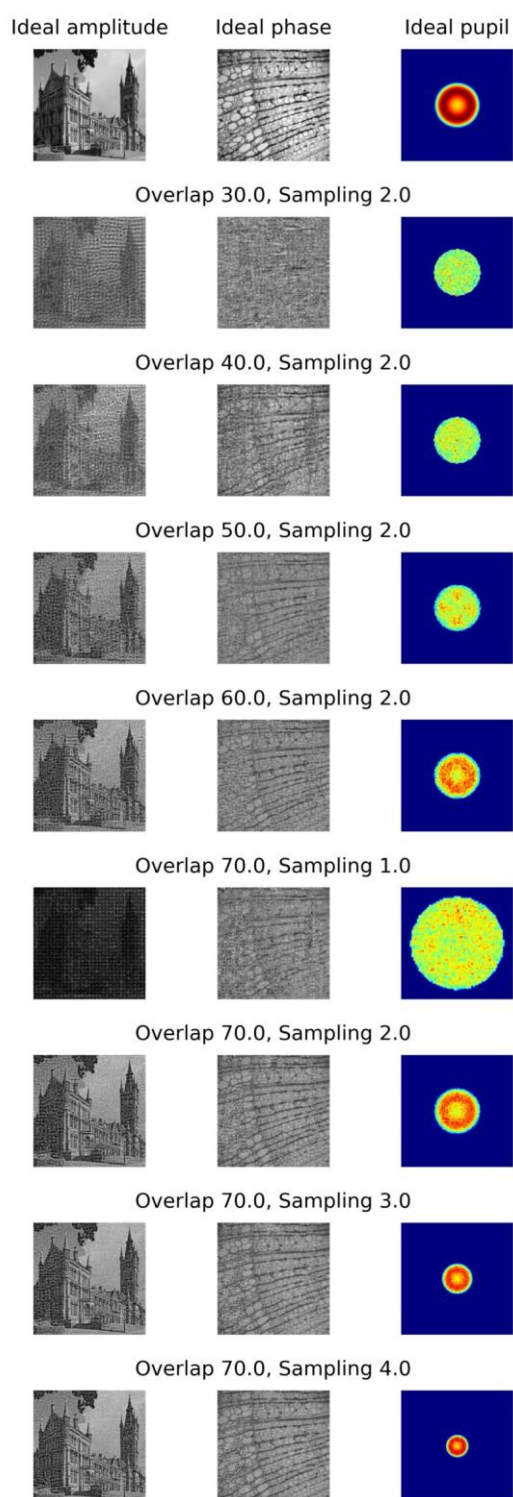 Ideal amplitude Ideal phase Ideal pupil
Overlap 30.0, Sampling 2.0
Overlap 40.0, Sampling 2.0
Overlap 50.0, Sampling 2.0
Overlap 60.0, Sampling 2.0
Overlap 70.0, Sampling 1.0
Overlap 70.0, Sampling 2.0
Overlap 70.0, Sampling 3.0
Overlap 70.0, Sampling 4.0